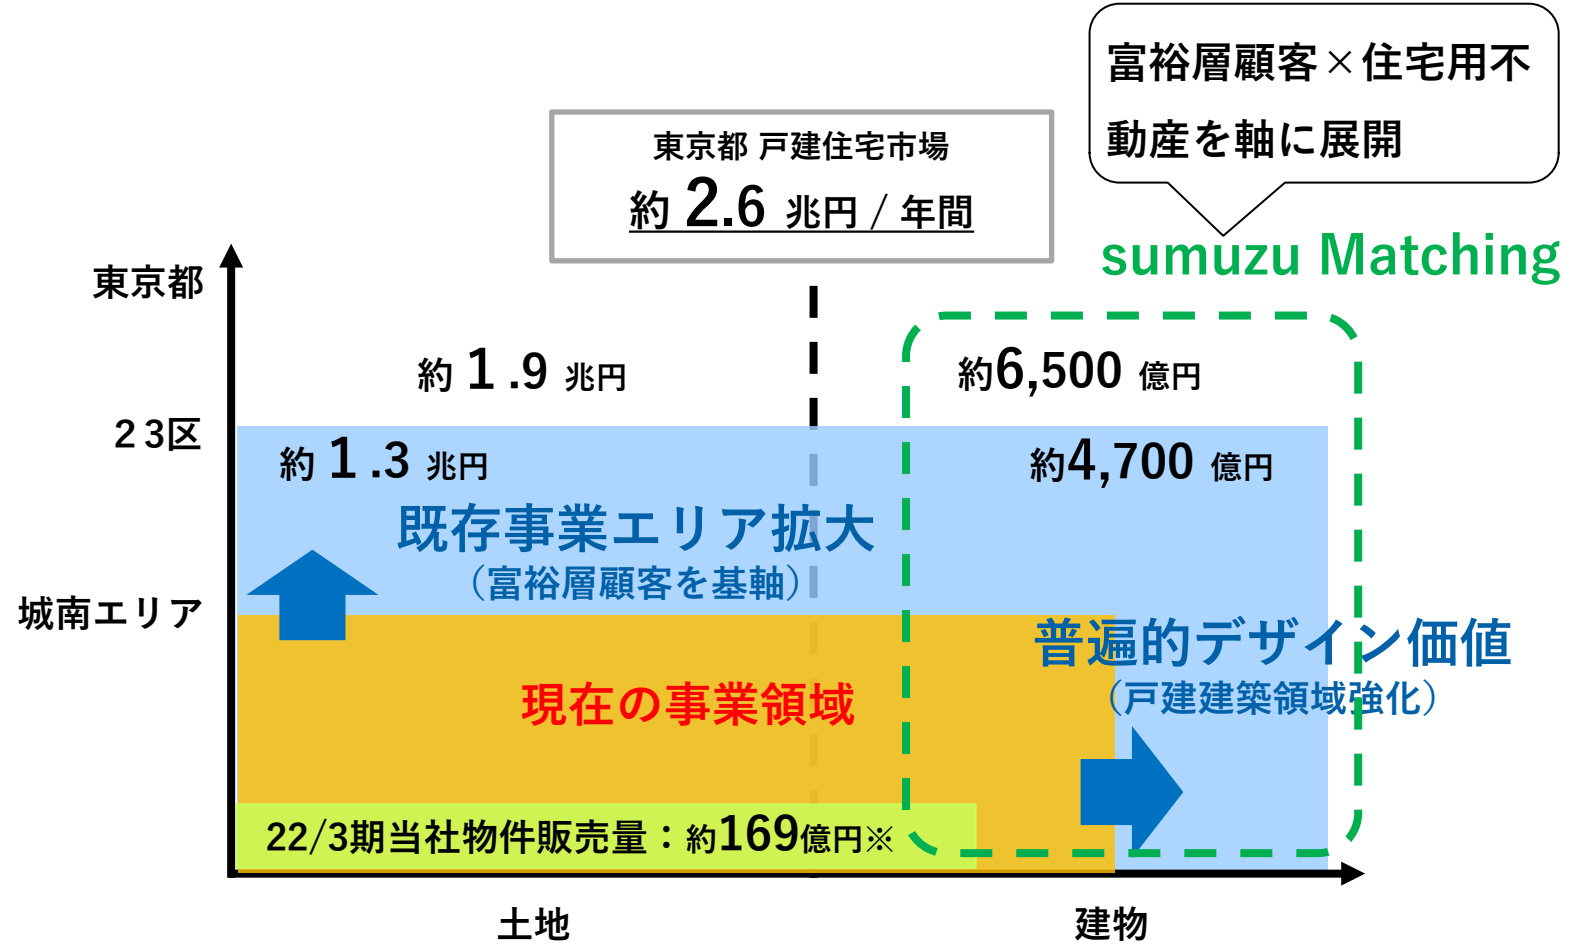 富裕層顧客×住宅用不
動産を軸に展開
東京都 戸建住宅市場
約 2.6 兆円 / 年間
sumuzu Matching
東京都
約 1.9 兆円
約6,500 億円
23区
約 1.3 兆円
約4,700 億円
既存事業エリア拡大
（富裕層顧客を基軸）
城南エリア
普遍的デザイン価値
（戸建建築領域強化）
現在の事業領域
22/3期当社物件販売量：約169億円※
土地
建物